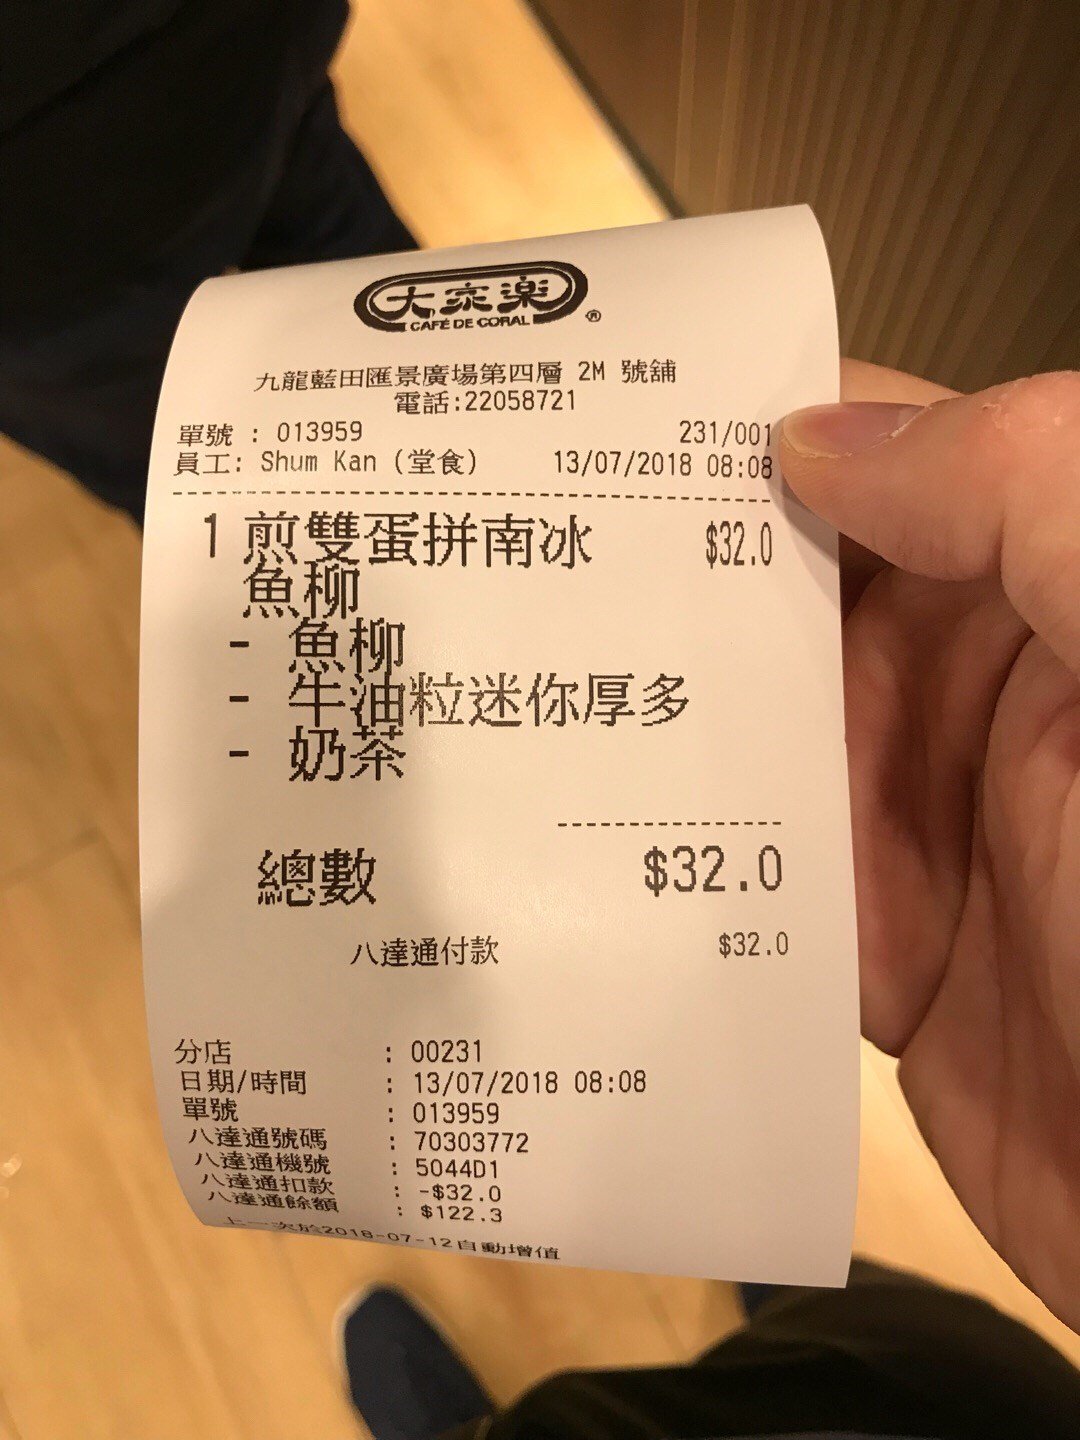 大家樂
CAFÉ DE CORAL ®
九龍藍田匯景廣場第四層 2M 號舖
電話:22058721
單號 : 013959 231/001
員工: Shum Kan (堂食) 13/07/2018 08:08
1 煎雙蛋拼南冰 $32.0
魚柳
- 魚柳
- 牛油粒迷你厚多
- 奶茶
總數 $32.0
八達通付款 $32.0
分店 : 00231
日期/時間 : 13/07/2018 08:08
單號 : 013959
八達通號碼 : 70303772
八達通機號 : 5044D1
八達通扣款 : -$32.0
八達通餘額 : $122.3
上一次於2018-07-12自動增值